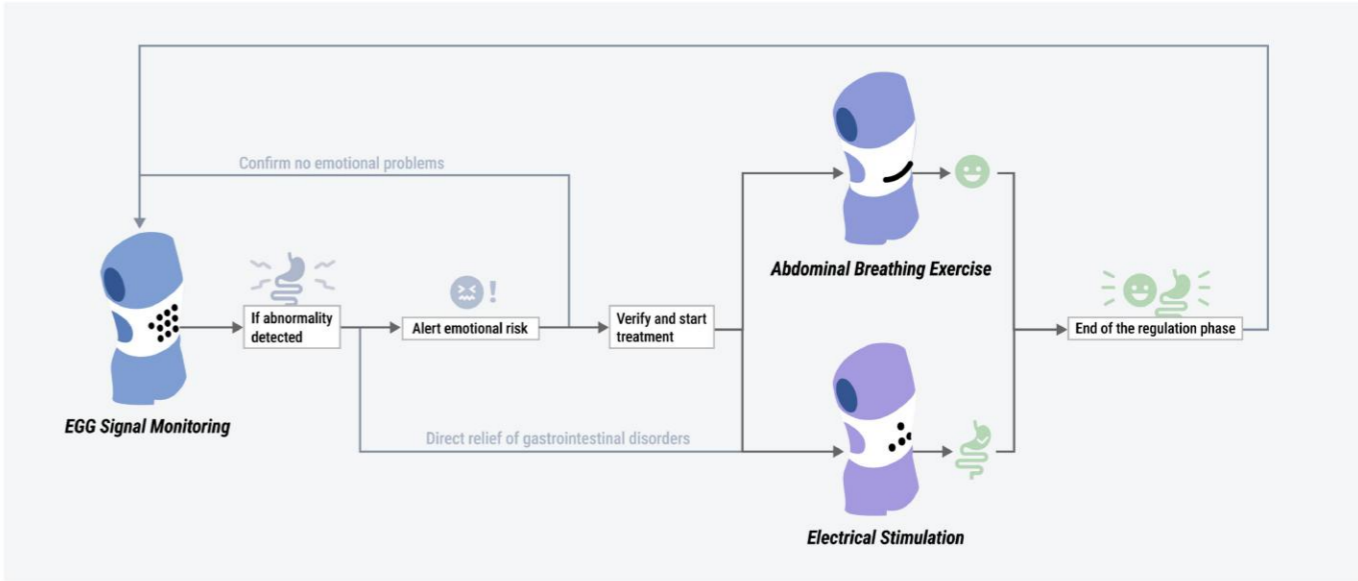 Confirm no emotional problems
Abdominal Breathing Exercise
If abnormality
detected
!
Alert emotional risk
Verify and start
treatment
End of the regulation phase
EGG Signal Monitoring
Direct relief of gastrointestinal disorders
Electrical Stimulation